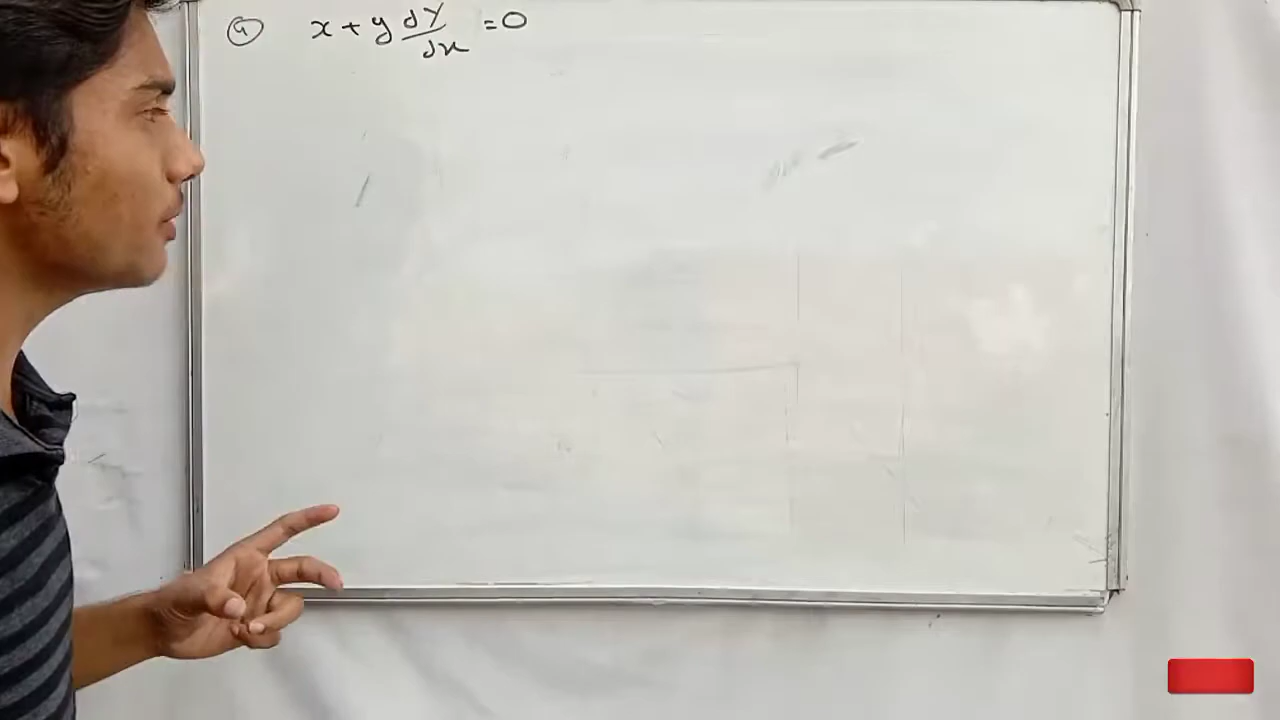 (4) x + y dy/dx = 0